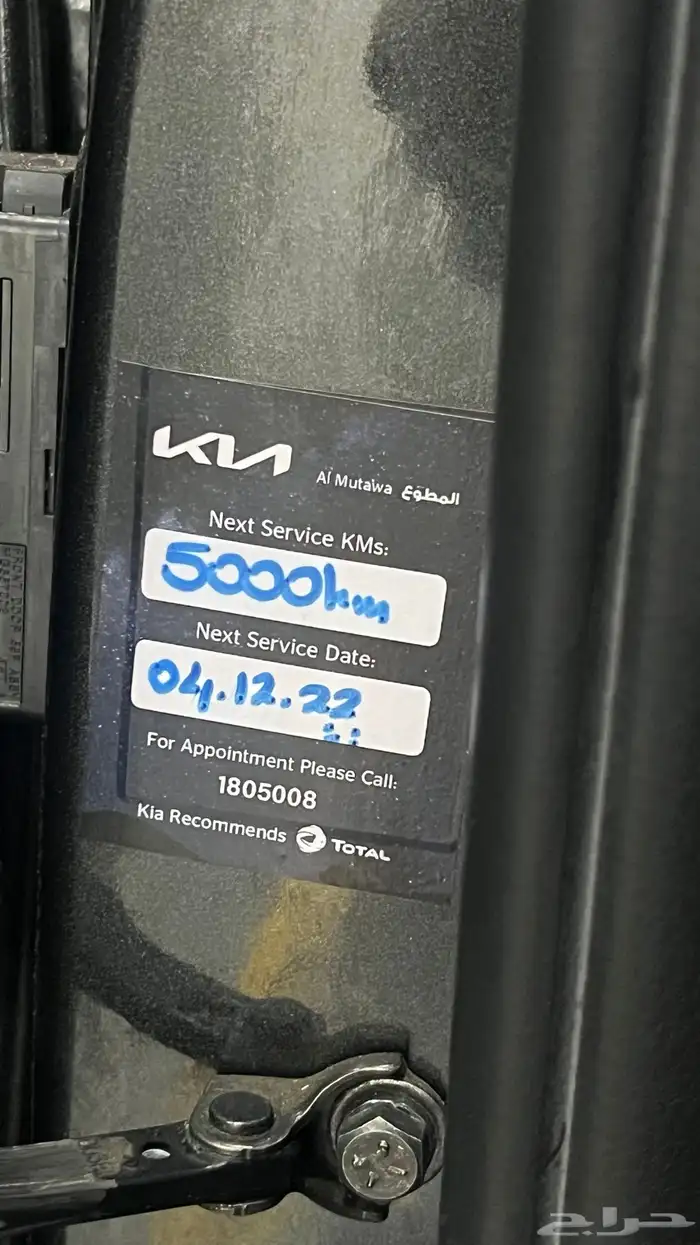 KIA
Al Mutawa المطوع
Next Service KMs:
5000km
Next Service Date:
04.12.22
For Appointment Please Call:
1805008
Kia Recommends TOTAL
حراج